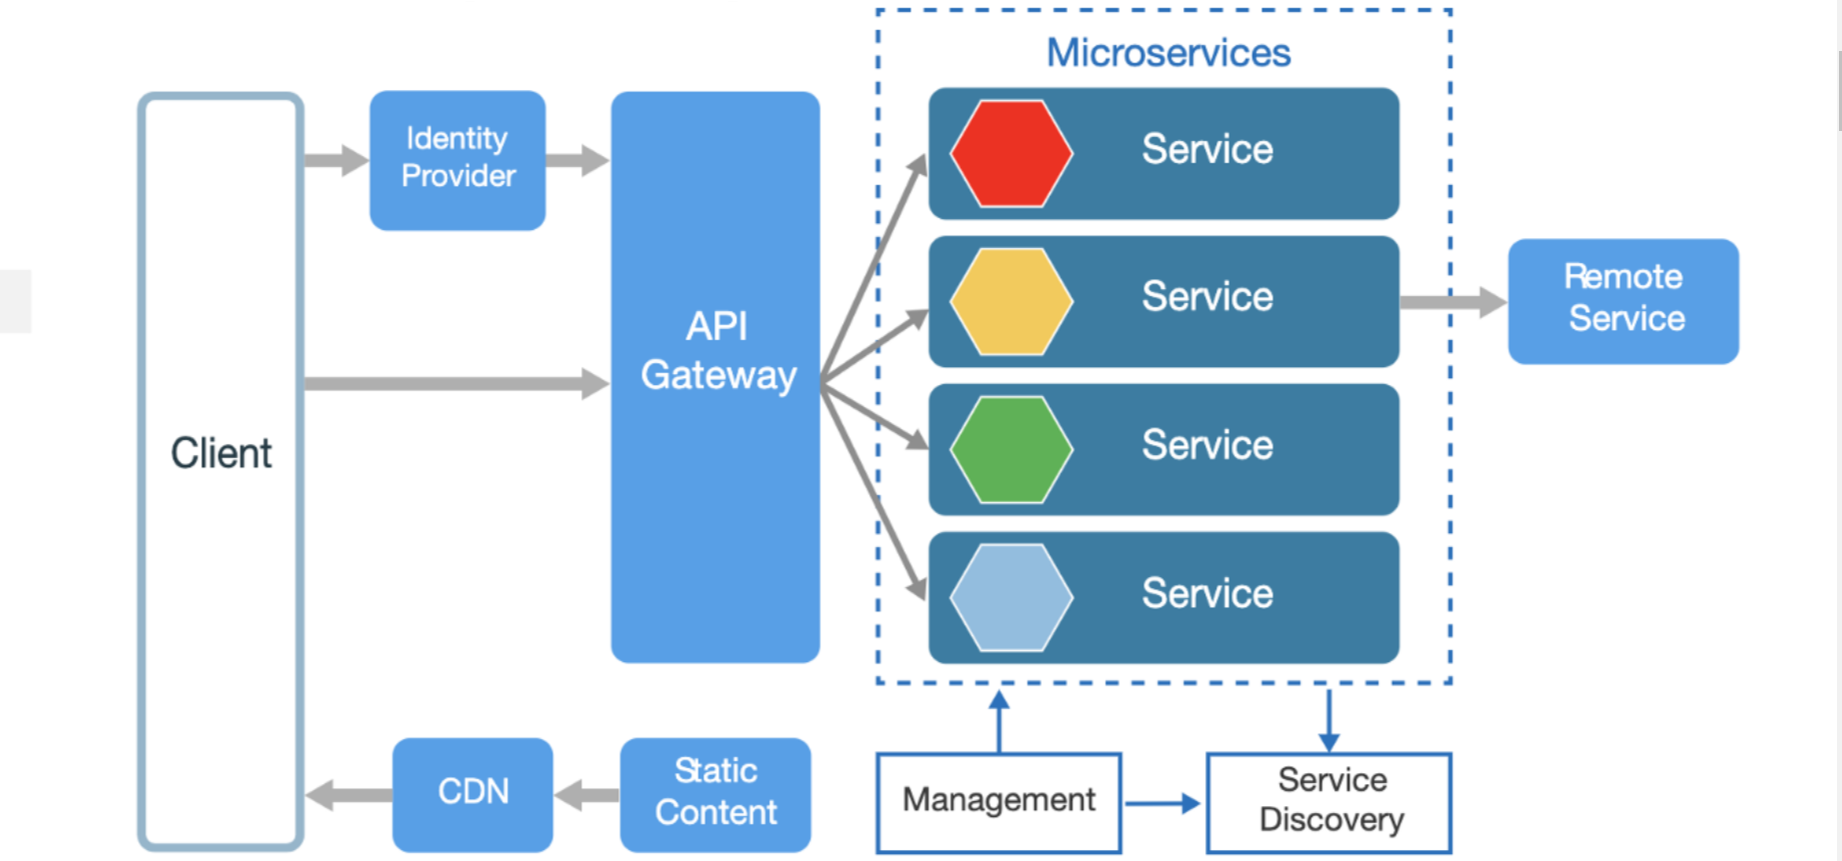 Microservices
Identity
Provider
Service
Service
Remote
Service
API
Gateway
Client
Service
Service
CDN
Static
Content
Management
Service
Discovery